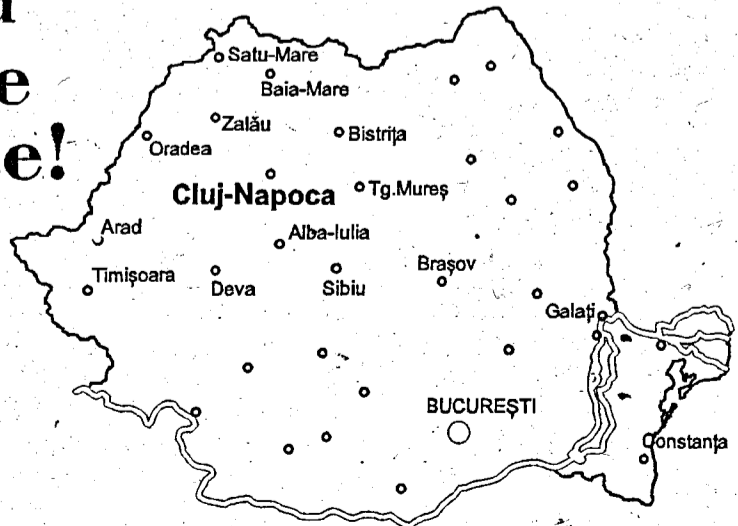 e!
Satu-Mare
Baia-Mare
Zalău
Oradea
Bistrița
Cluj-Napoca
Tg.Mureș
Arad
Alba-Iulia
Timișoara
Deva
Sibiu
Brașov
Galați
BUCUREȘTI
Constanța